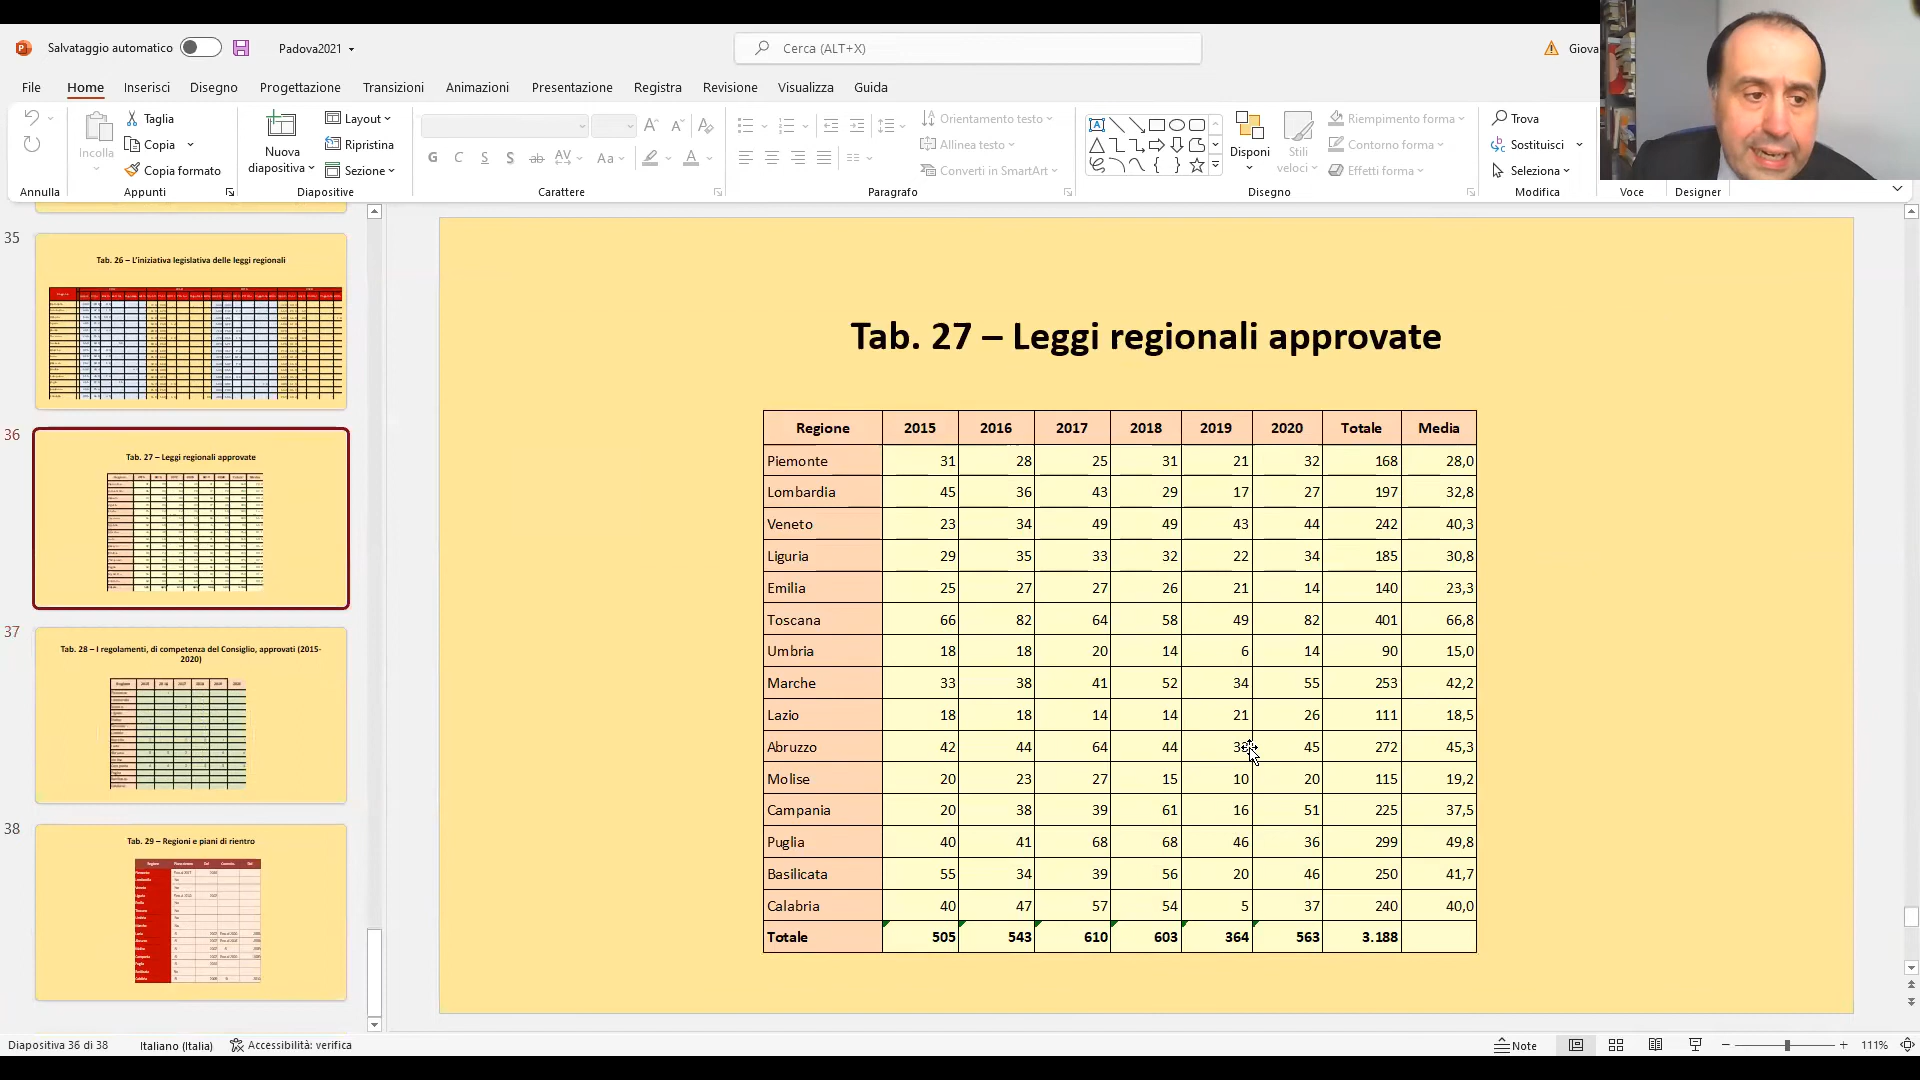 Salvataggio automatico
Padova2021
Cerca (ALT+X)
Giova
File Home Inserisci Disegno Progettazione Transizioni Animazioni Presentazione Registra Revisione Visualizza Guida
Incolla
Taglia
Copia
Copia formato
Nuova diapositiva
Layout
Ripristina
Sezione
G C S S ab AV Aa A
Orientamento testo
Allinea testo
Converti in SmartArt
Disponi
Stili veloci
Riempimento forma
Contorno forma
Effetti forma
Trova
Sostituisci
Seleziona
Annulla Appunti Diapositive Carattere Paragrafo Disegno Modifica Voce Designer
35
Tab. 26 – L'iniziativa legislativa delle leggi regionali
36
Tab. 27 – Leggi regionali approvate
37
Tab. 28 – I regolamenti, di competenza del Consiglio, approvati (2015-
2020)
38
Tab. 29 – Regioni e piani di rientro
Tab. 27 – Leggi regionali approvate
Regione 2015 2016 2017 2018 2019 2020 Totale Media
Piemonte 31 28 25 31 21 32 168 28,0
Lombardia 45 36 43 29 17 27 197 32,8
Veneto 23 34 49 49 43 44 242 40,3
Liguria 29 35 33 32 22 34 185 30,8
Emilia 25 27 27 26 21 14 140 23,3
Toscana 66 82 64 58 49 82 401 66,8
Umbria 18 18 20 14 6 14 90 15,0
Marche 33 38 41 52 34 55 253 42,2
Lazio 18 18 14 14 21 26 111 18,5
Abruzzo 42 44 64 44 45 272 45,3
Molise 20 23 27 15 10 20 115 19,2
Campania 20 38 39 61 16 51 225 37,5
Puglia 40 41 68 68 46 36 299 49,8
Basilicata 55 34 39 56 20 46 250 41,7
Calabria 40 47 57 54 5 37 240 40,0
Totale 505 543 610 603 364 563 3.188
Diapositiva 36 di 38
Italiano (Italia)
Accessibilità: verifica
Note
111%